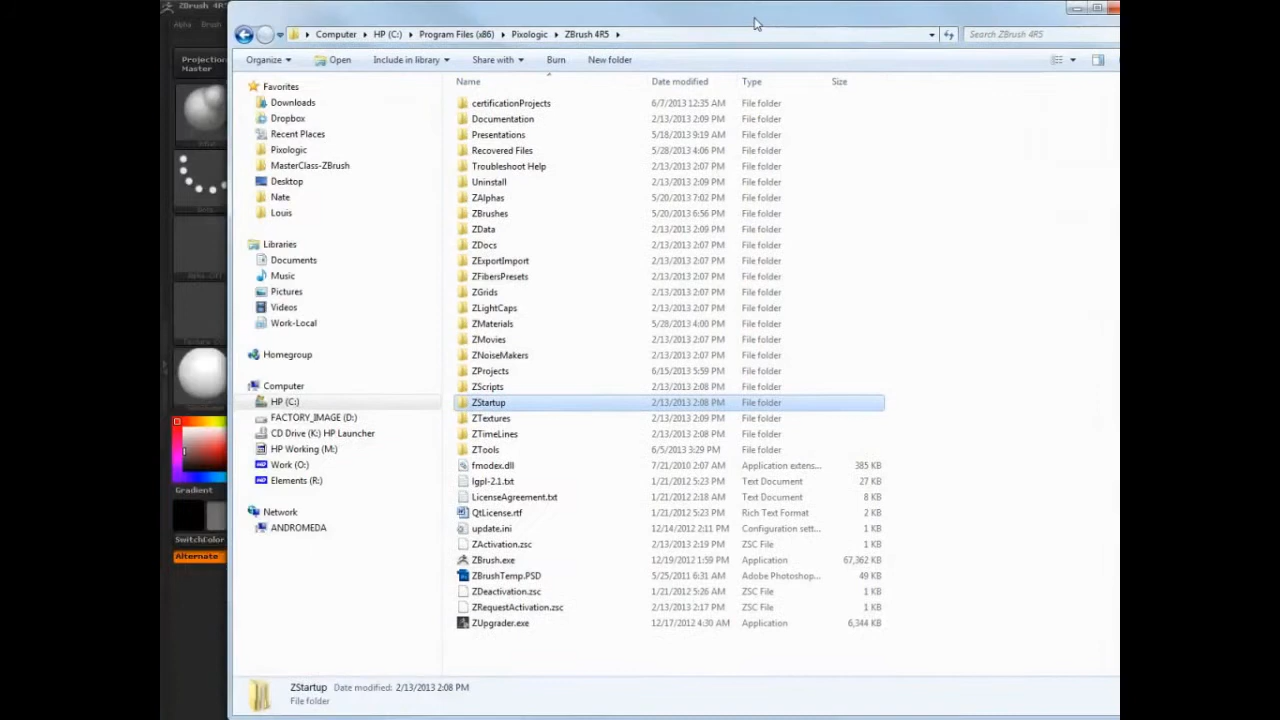 ZBrush 4R
Alpha Brush
Computer HP (C:) Program Files (x86) Pixologic ZBrush 4R5 Search ZBrush 4R5
Organize Open Include in library Share with Burn New folder
Projection
Master
Gradient
SwitchColor
Alternate
Favorites
Downloads
Dropbox
Recent Places
Pixologic
MasterClass-ZBrush
Desktop
Nate
Louis
Libraries
Documents
Music
Pictures
Videos
Work-Local
Homegroup
Computer
HP (C:)
FACTORY_IMAGE (D:)
CD Drive (K:) HP Launcher
HP Working (M:)
Work (O:)
Elements (R:)
Network
ANDROMEDA
Name Date modified Type Size
certificationProjects 6/7/2013 12:35 AM File folder
Documentation 2/13/2013 2:09 PM File folder
Presentations 5/18/2013 9:19 AM File folder
Recovered Files 5/28/2013 4:06 PM File folder
Troubleshoot Help 2/13/2013 2:07 PM File folder
Uninstall 2/13/2013 2:09 PM File folder
ZAlphas 5/20/2013 7:02 PM File folder
ZBrushes 5/20/2013 6:56 PM File folder
ZData 2/13/2013 2:09 PM File folder
ZDocs 2/13/2013 2:07 PM File folder
ZExportImport 2/13/2013 2:07 PM File folder
ZFibersPresets 2/13/2013 2:07 PM File folder
ZGrids 2/13/2013 2:07 PM File folder
ZLightCaps 2/13/2013 2:07 PM File folder
ZMaterials 5/28/2013 4:00 PM File folder
ZMovies 2/13/2013 2:07 PM File folder
ZNoiseMakers 2/13/2013 2:07 PM File folder
ZProjects 6/15/2013 5:59 PM File folder
ZScripts 2/13/2013 2:08 PM File folder
ZStartup 2/13/2013 2:08 PM File folder
ZTextures 2/13/2013 2:09 PM File folder
ZTimeLines 2/13/2013 2:08 PM File folder
ZTools 6/5/2013 3:29 PM File folder
fmodex.dll 7/21/2010 2:07 AM Application extens... 385 KB
lgpl-2.1.txt 1/21/2012 5:23 PM Text Document 27 KB
LicenseAgreement.txt 1/21/2012 2:18 AM Text Document 8 KB
QtLicense.rtf 1/21/2012 5:23 PM Rich Text Format 2 KB
update.ini 12/14/2012 2:11 PM Configuration sett... 1 KB
ZActivation.zsc 2/13/2013 2:19 PM ZSC File 1 KB
ZBrush.exe 12/19/2012 1:59 PM Application 67,362 KB
ZBrushTemp.PSD 5/25/2011 6:31 AM Adobe Photoshop... 49 KB
ZDeactivation.zsc 1/21/2012 5:26 AM ZSC File 1 KB
ZRequestActivation.zsc 2/13/2013 2:17 PM ZSC File 1 KB
ZUpgrader.exe 12/17/2012 4:30 AM Application 6,344 KB
ZStartup Date modified: 2/13/2013 2:08 PM
File folder